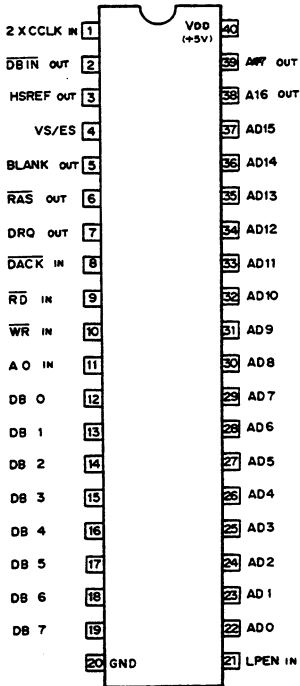 2XCCLK IN 1
VDD (+5V) 40
DBIN OUT 2
39 A17 OUT
HSREF OUT 3
38 A16 OUT
VS/ES 4
37 AD15
BLANK OUT 5
36 AD14
RAS OUT 6
35 AD13
DRQ OUT 7
34 AD12
DACK IN 8
33 AD11
RD IN 9
32 AD10
WR IN 10
31 AD9
A0 IN 11
30 AD8
DB 0 12
29 AD7
DB 1 13
28 AD6
DB 2 14
27 AD5
DB 3 15
26 AD4
DB 4 16
25 AD3
DB 5 17
24 AD2
DB 6 18
23 AD1
DB 7 19
22 AD0
20 GND
21 LPEN IN